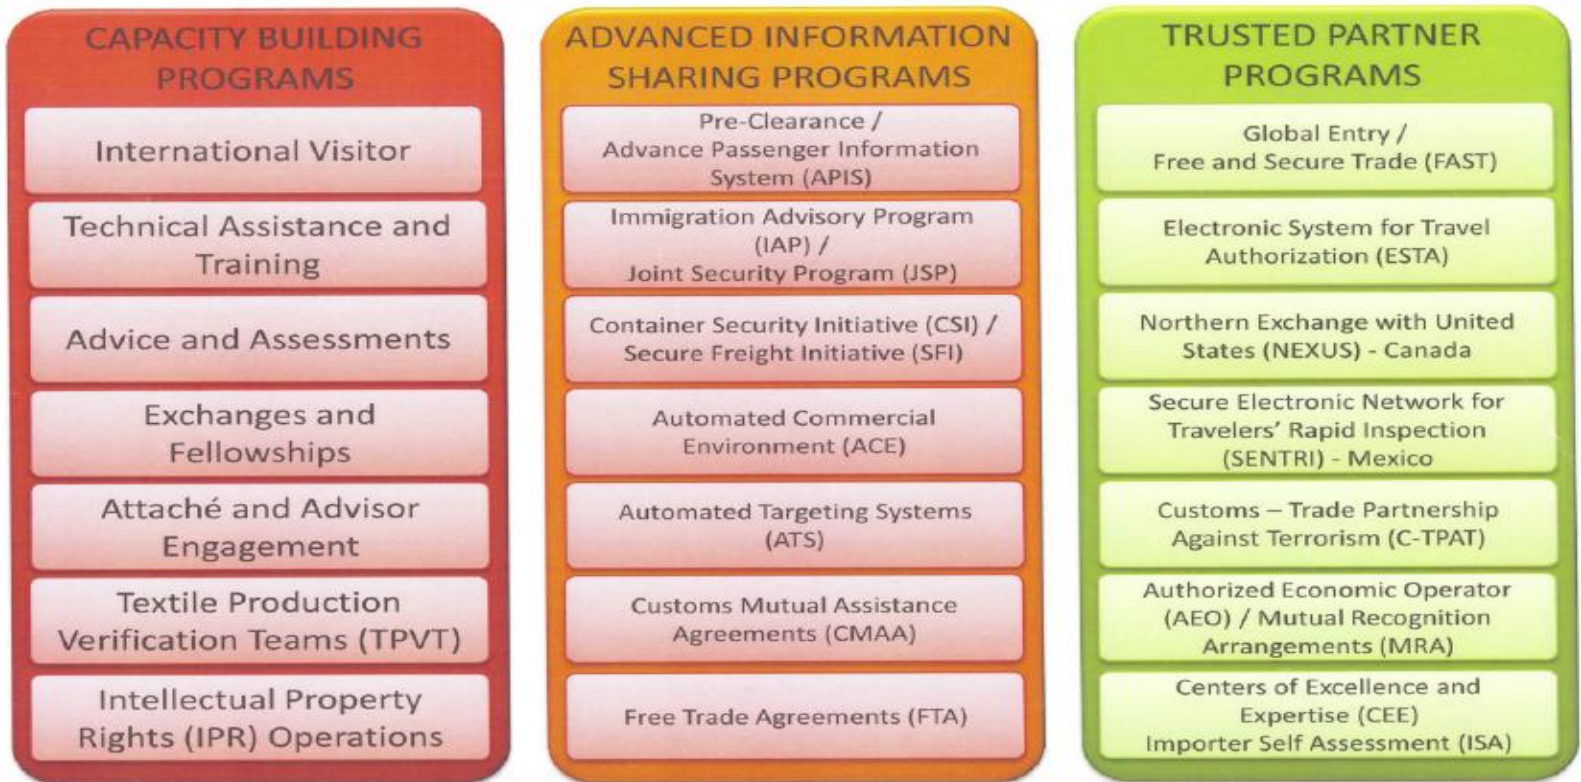 CAPACITY BUILDING
PROGRAMS
International Visitor
Technical Assistance and
Training
Advice and Assessments
Exchanges and
Fellowships
Attaché and Advisor
Engagement
Textile Production
Verification Teams (TPVT)
Intellectual Property
Rights (IPR) Operations
ADVANCED INFORMATION
SHARING PROGRAMS
Pre-Clearance /
Advance Passenger Information
System (APIS)
Immigration Advisory Program
(IAP) /
Joint Security Program (JSP)
Container Security Initiative (CSI) /
Secure Freight Initiative (SFI)
Automated Commercial
Environment (ACE)
Automated Targeting Systems
(ATS)
Customs Mutual Assistance
Agreements (CMAA)
Free Trade Agreements (FTA)
TRUSTED PARTNER
PROGRAMS
Global Entry /
Free and Secure Trade (FAST)
Electronic System for Travel
Authorization (ESTA)
Northern Exchange with United
States (NEXUS) - Canada
Secure Electronic Network for
Travelers’ Rapid Inspection
(SENTRI) - Mexico
Customs – Trade Partnership
Against Terrorism (C-TPAT)
Authorized Economic Operator
(AEO) / Mutual Recognition
Arrangements (MRA)
Centers of Excellence and
Expertise (CEE)
Importer Self Assessment (ISA)